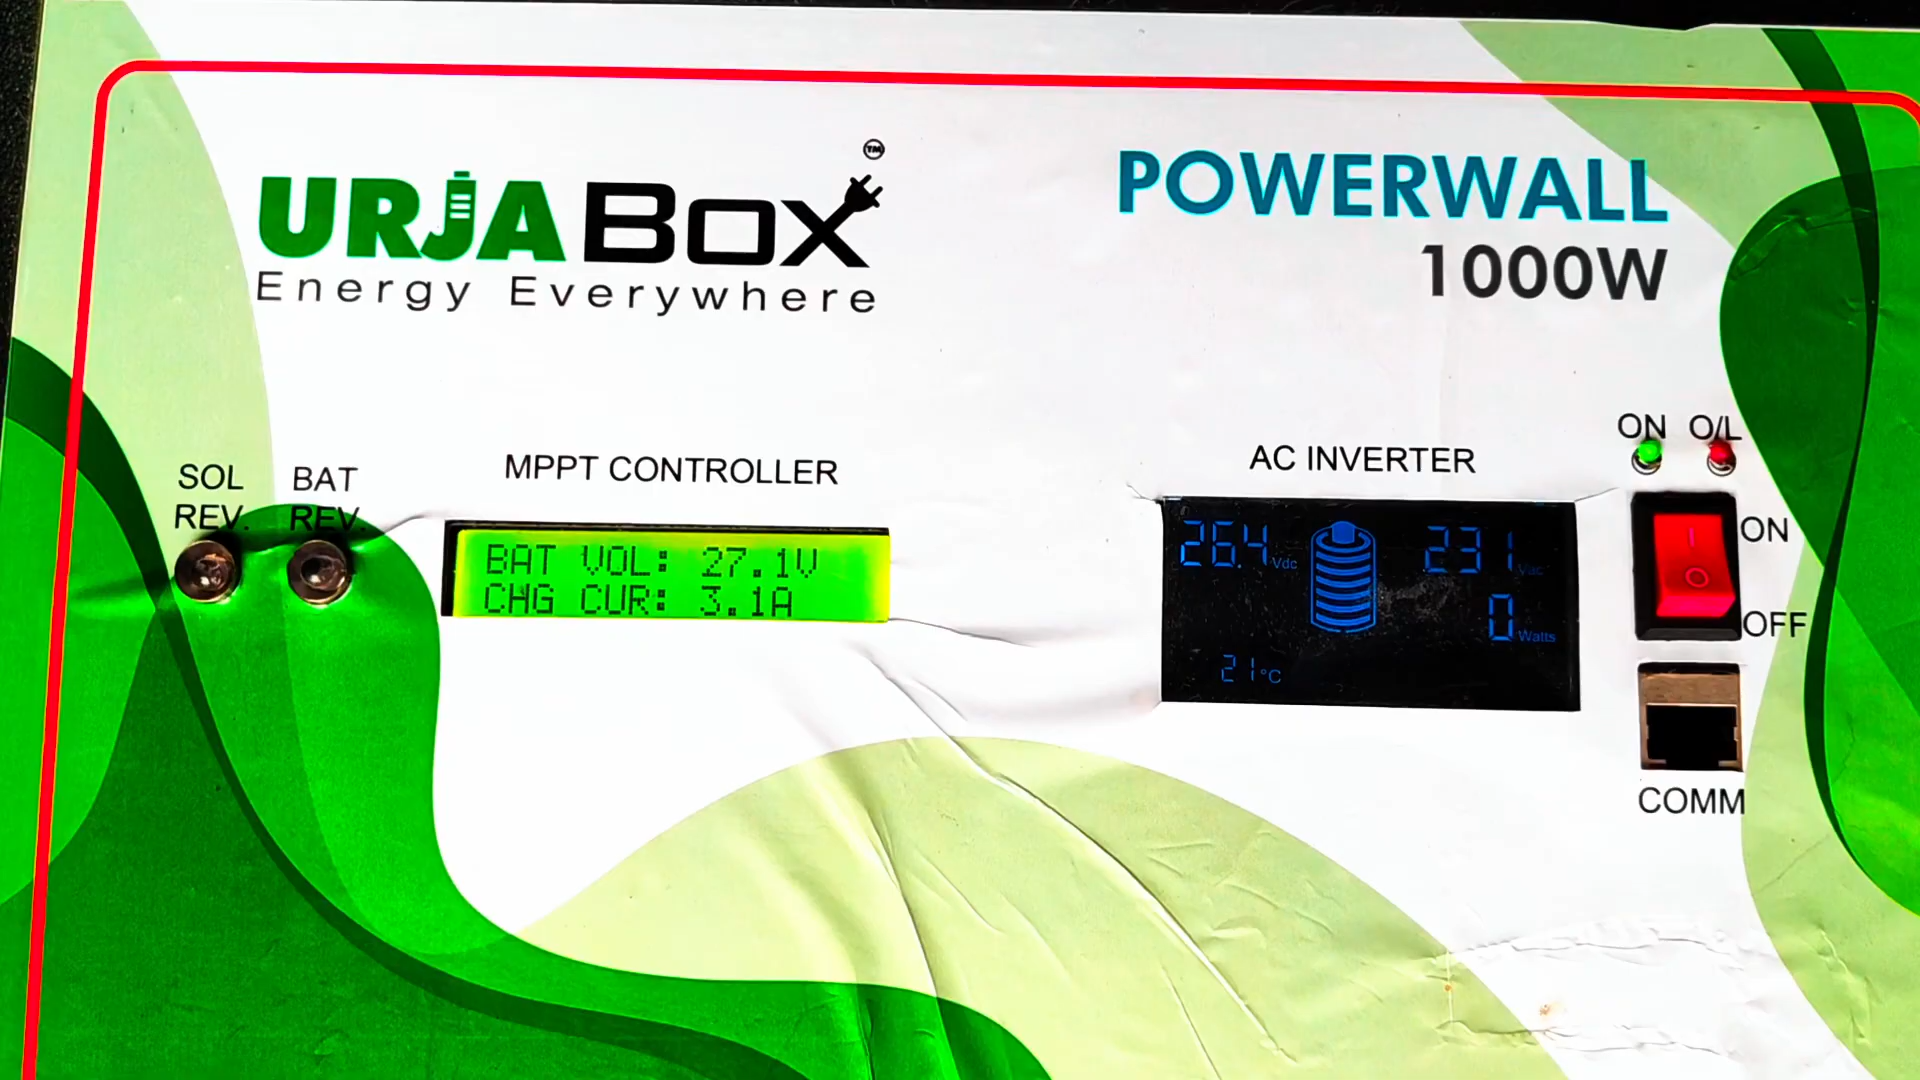 URJA BOX ™
Energy Everywhere
POWERWALL
1000W
SOL
REV.
BAT
REV.
MPPT CONTROLLER
BAT VOL: 27.1V
CHG CUR: 3.1A
AC INVERTER
26.4 Vdc
231 Vac
0 Watts
21°C
ON O/L
ON
OFF
COMM